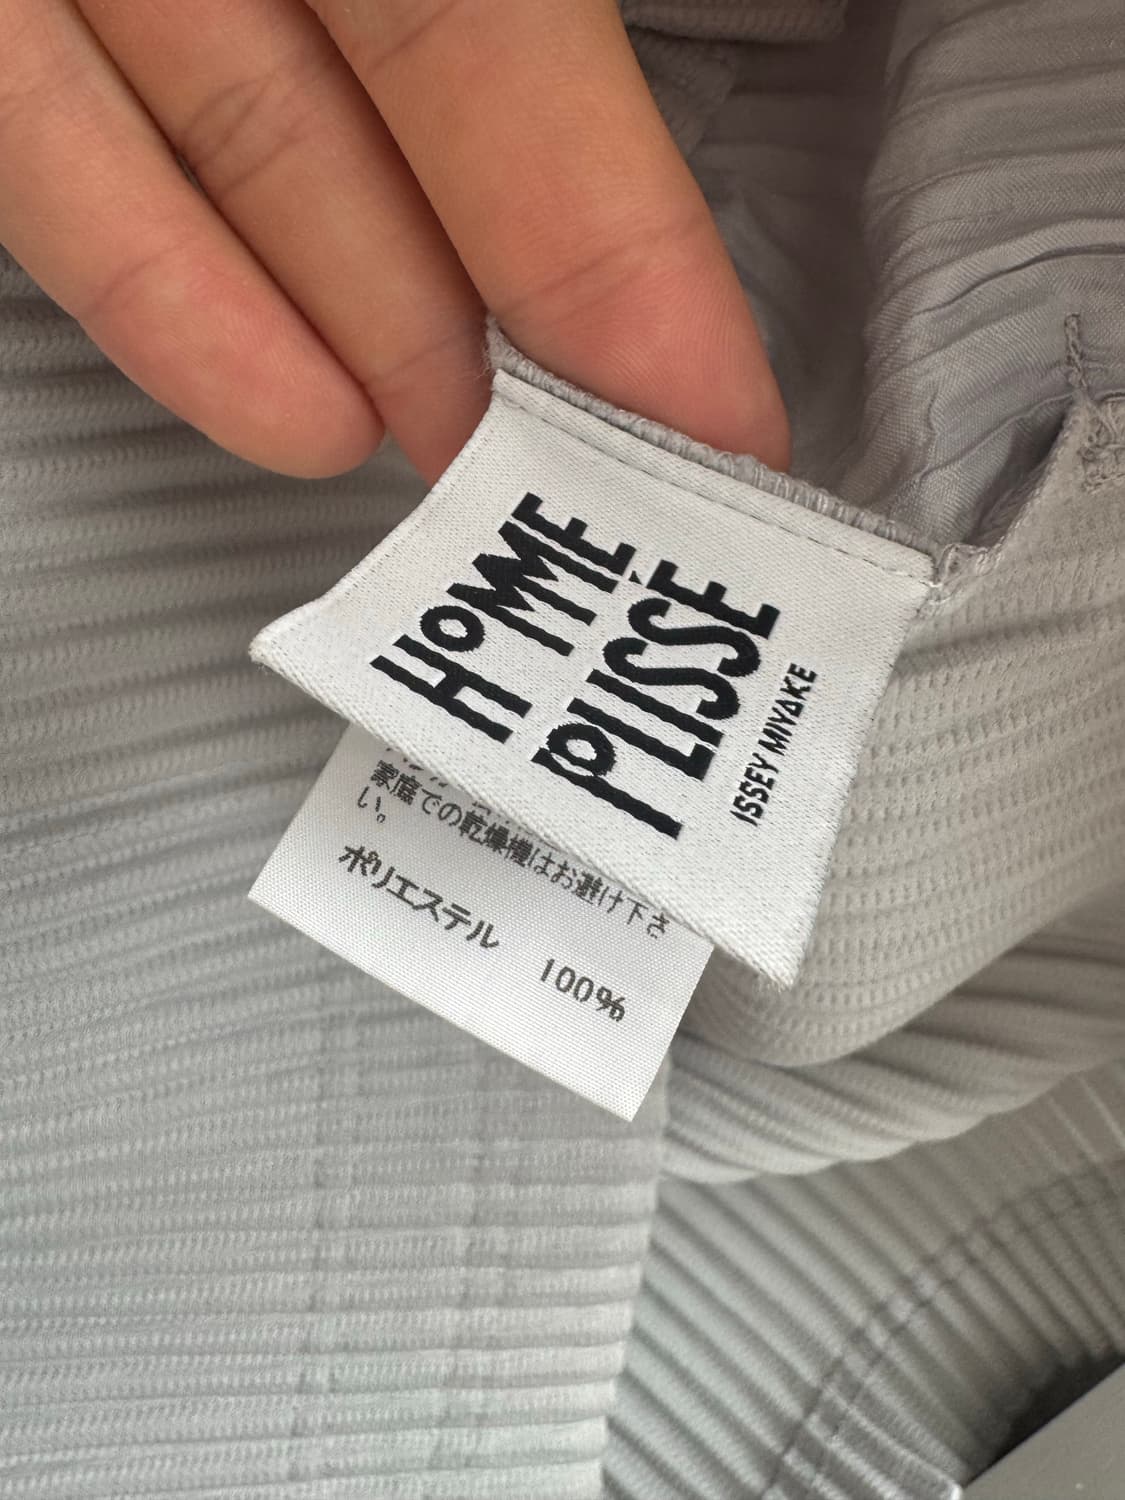 HOMME
PLISSÉ
ISSEY MIYAKE
家庭での乾燥機はお避け下さ
い。
ポリエステル 100%